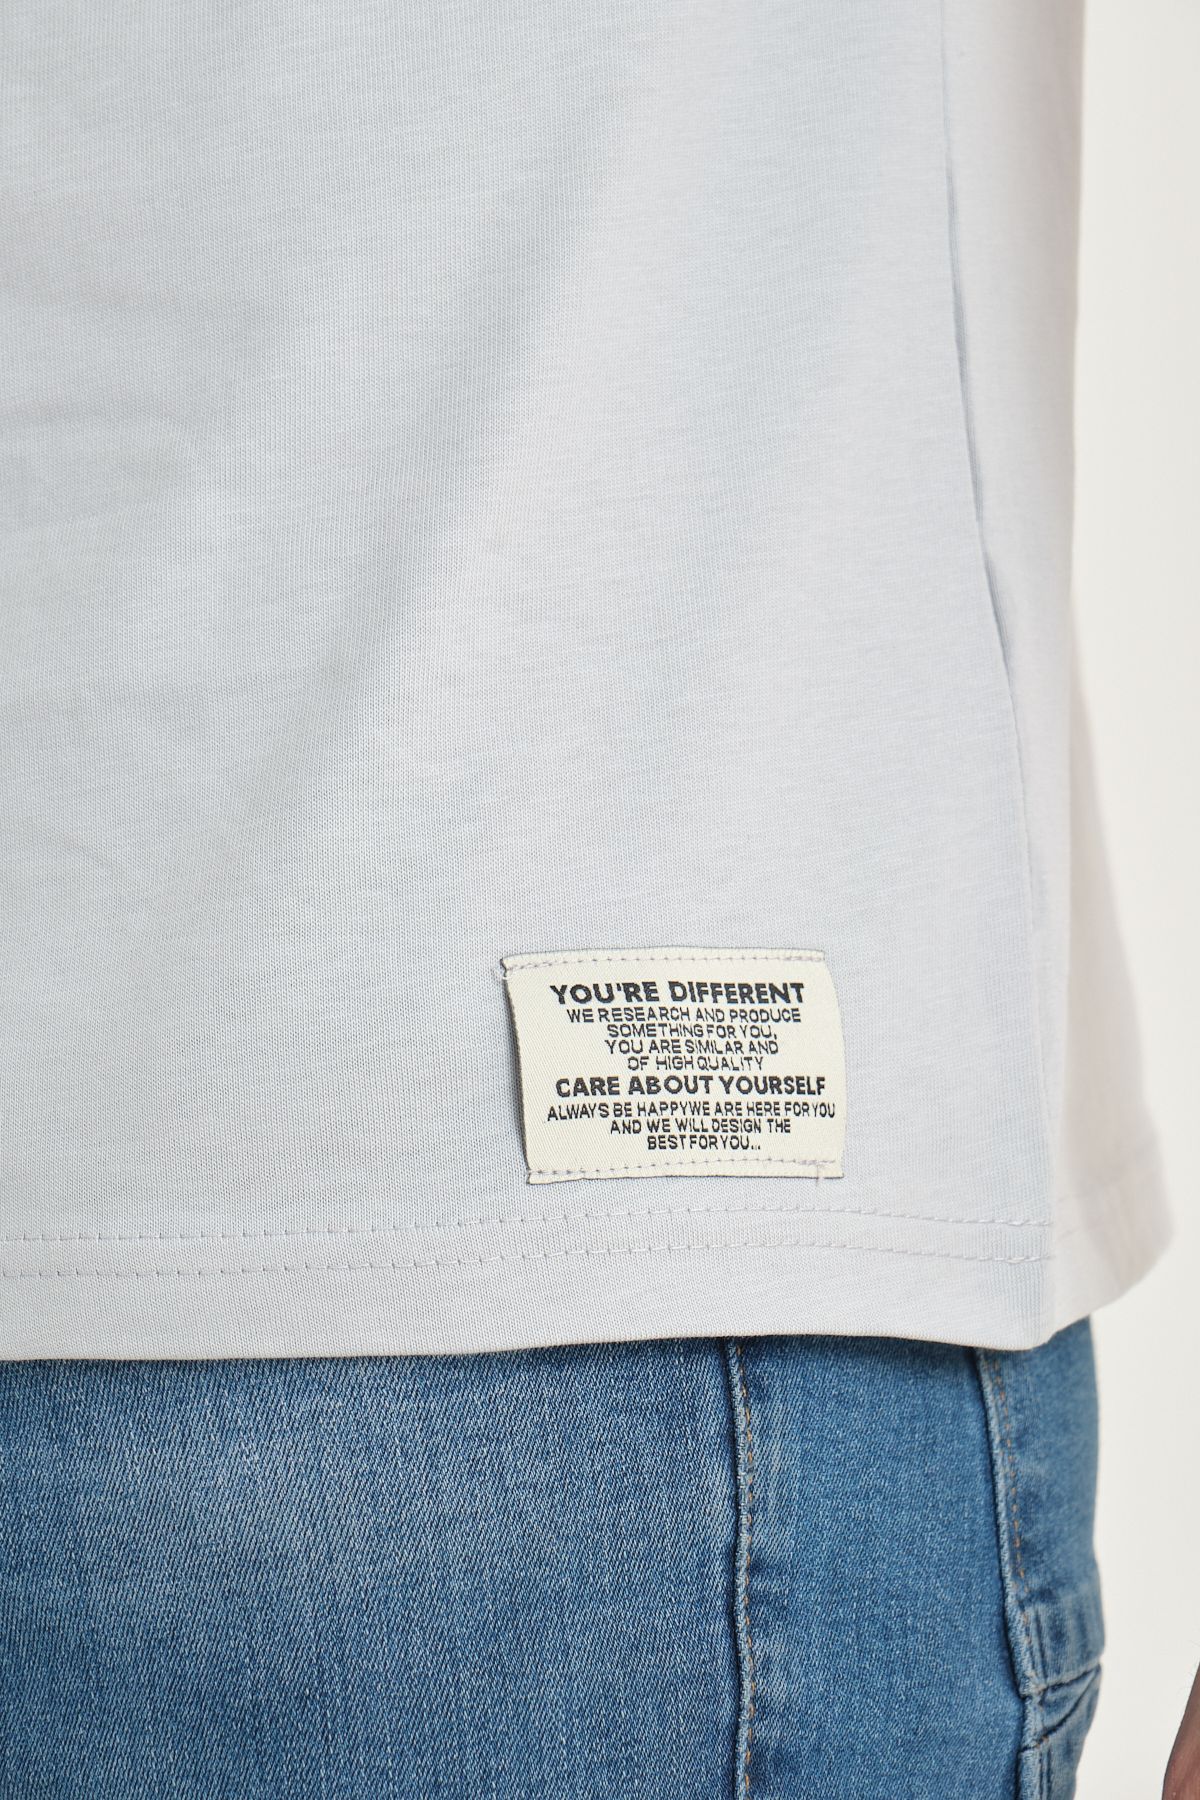 YOU'RE DIFFERENT
WE RESEARCH AND PRODUCE
SOMETHING FOR YOU,
YOU ARE SIMILAR AND
OF HIGH QUALITY
CARE ABOUT YOURSELF
ALWAYS BE HAPPYWE ARE HERE FOR YOU
AND WE WILL DESIGN THE
BEST FOR YOU...